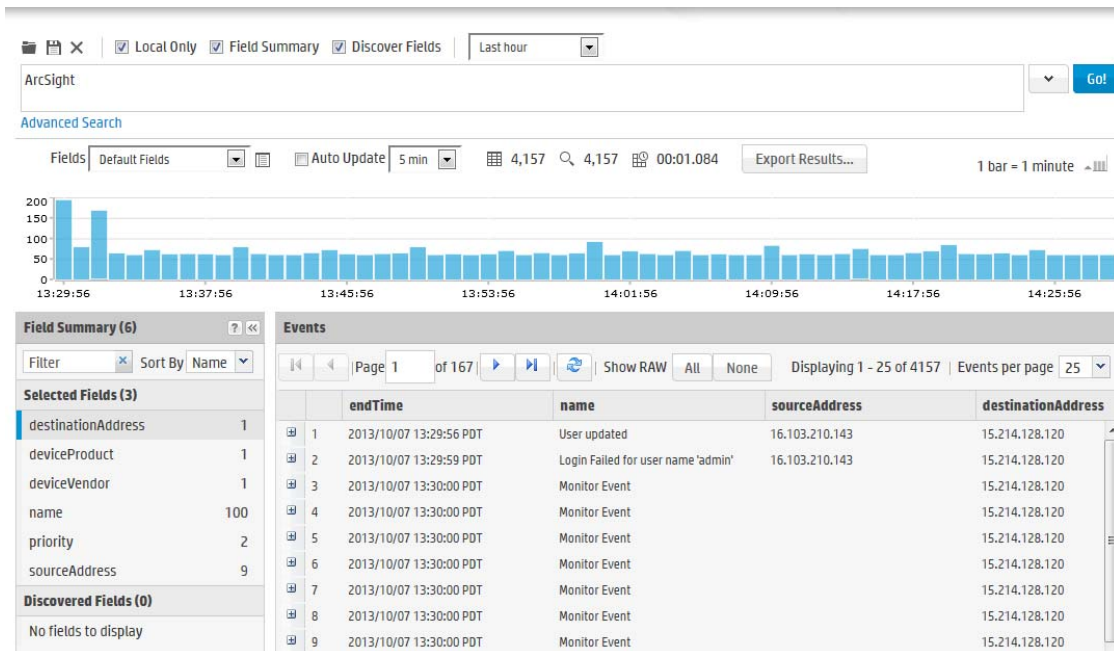 Local Only Field Summary Discover Fields Last hour
ArcSight Go!
Advanced Search
Fields Default Fields Auto Update 5 min 4,157 4,157 00:01.084 Export Results... 1 bar = 1 minute
200
150
100
50
0
13:29:56 13:37:56 13:45:56 13:53:56 14:01:56 14:09:56 14:17:56 14:25:56
Field Summary (6) ? «
Filter × Sort By Name
Selected Fields (3)
destinationAddress 1
deviceProduct 1
deviceVendor 1
name 100
priority 2
sourceAddress 9
Discovered Fields (0)
No fields to display
Events
Page 1 of 167 Show RAW All None Displaying 1 - 25 of 4157 Events per page 25
endTime name sourceAddress destinationAddress
1 2013/10/07 13:29:56 PDT User updated 16.103.210.143 15.214.128.120
2 2013/10/07 13:29:59 PDT Login Failed for user name 'admin' 16.103.210.143 15.214.128.120
3 2013/10/07 13:30:00 PDT Monitor Event 15.214.128.120
4 2013/10/07 13:30:00 PDT Monitor Event 15.214.128.120
5 2013/10/07 13:30:00 PDT Monitor Event 15.214.128.120
6 2013/10/07 13:30:00 PDT Monitor Event 15.214.128.120
7 2013/10/07 13:30:00 PDT Monitor Event 15.214.128.120
8 2013/10/07 13:30:00 PDT Monitor Event 15.214.128.120
9 2013/10/07 13:30:00 PDT Monitor Event 15.214.128.120